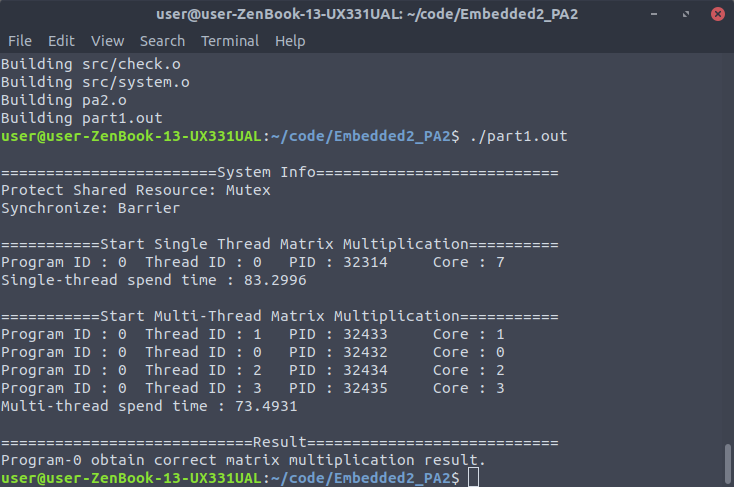 user@user-ZenBook-13-UX331UAL: ~/code/Embedded2_PA2
File Edit View Search Terminal Help
Building src/check.o
Building src/system.o
Building pa2.o
Building part1.out
user@user-ZenBook-13-UX331UAL:~/code/Embedded2_PA2$ ./part1.out
========================System Info===========================
Protect Shared Resource: Mutex
Synchronize: Barrier
===========Start Single Thread Matrix Multiplication==========
Program ID : 0  Thread ID : 0   PID : 32314     Core : 7
Single-thread spend time : 83.2996
===========Start Multi-Thread Matrix Multiplication===========
Program ID : 0  Thread ID : 1   PID : 32433     Core : 1
Program ID : 0  Thread ID : 0   PID : 32432     Core : 0
Program ID : 0  Thread ID : 2   PID : 32434     Core : 2
Program ID : 0  Thread ID : 3   PID : 32435     Core : 3
Multi-thread spend time : 73.4931
============================Result============================
Program-0 obtain correct matrix multiplication result.
user@user-ZenBook-13-UX331UAL:~/code/Embedded2_PA2$